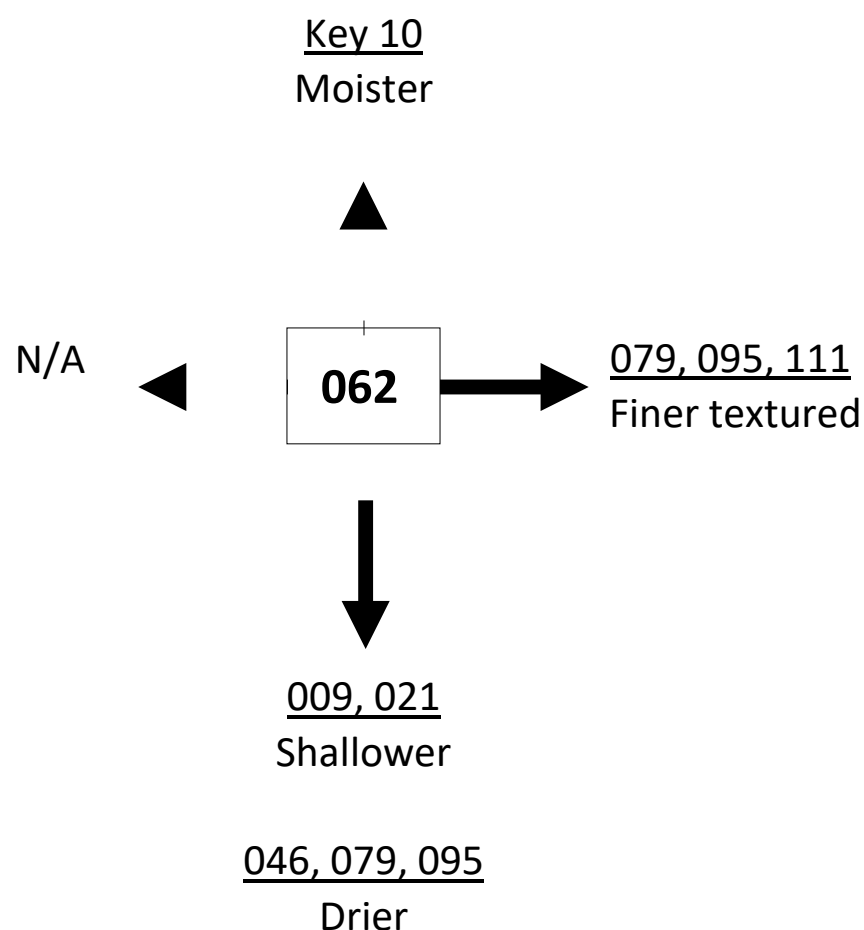 Key 10
Moister
N/A
062
079, 095, 111
Finer textured
009, 021
Shallower
046, 079, 095
Drier